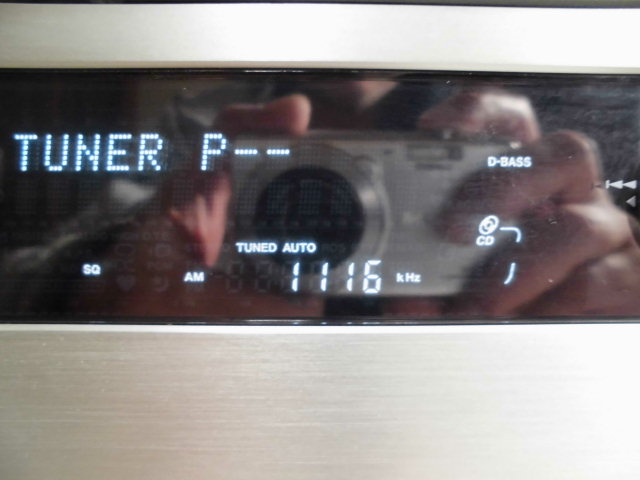 TUNER P--
D-BASS
TUNED AUTO
CD
SQ AM 1116 kHz